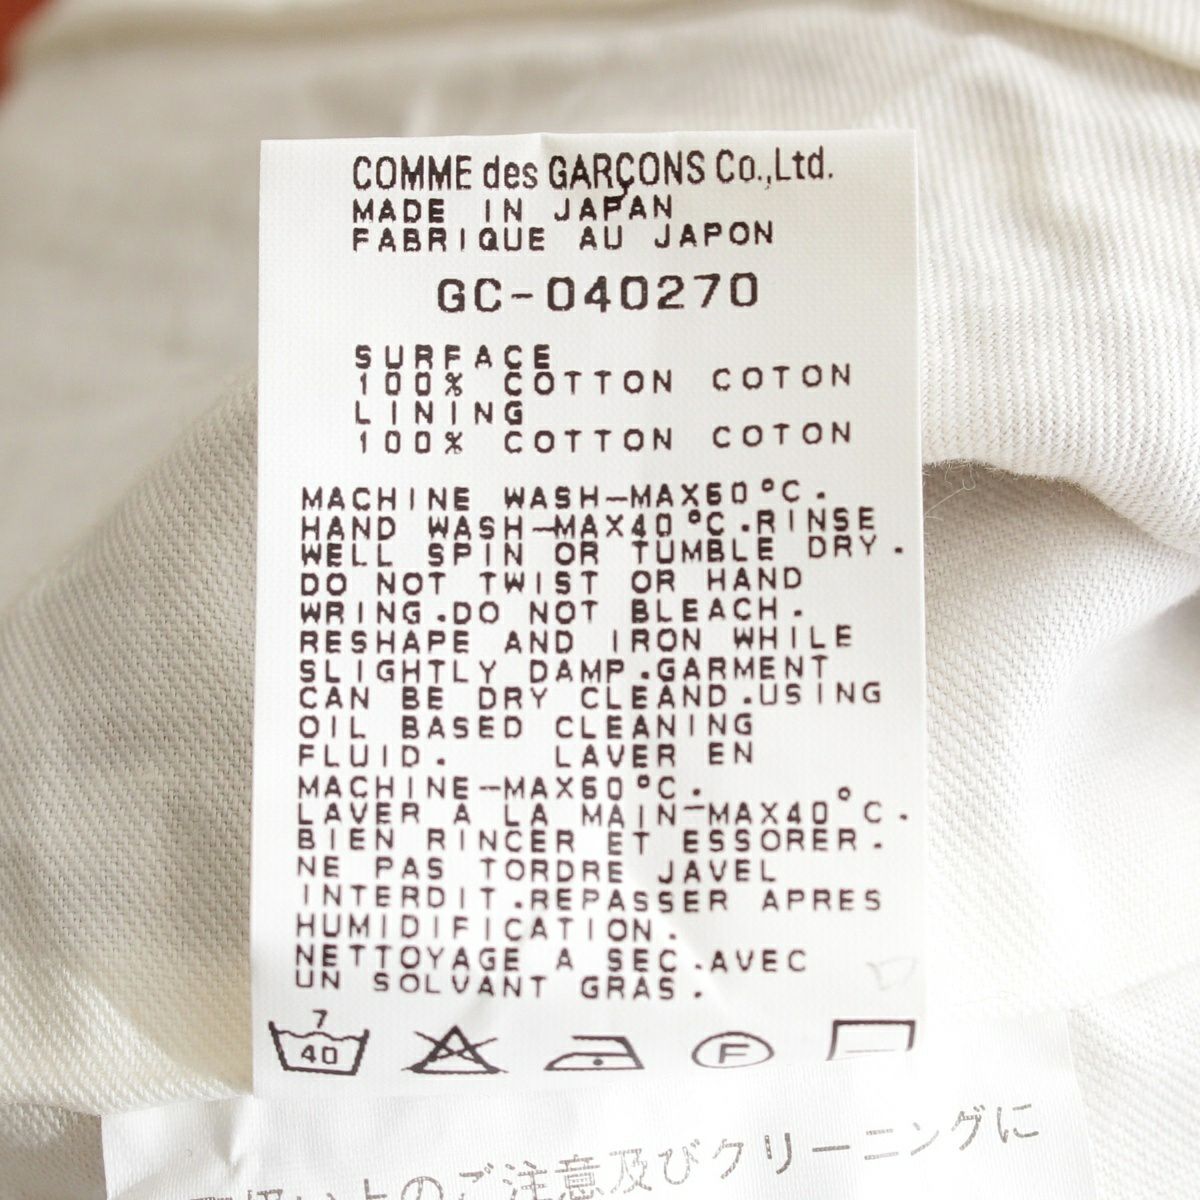 COMME des GARÇONS Co.,Ltd.
MADE IN JAPAN
FABRIQUE AU JAPON
GC-040270
SURFACE
100% COTTON COTON
LINING
100% COTTON COTON
MACHINE WASH-MAX60°C.
HAND WASH-MAX40°C.RINSE
WELL SPIN OR TUMBLE DRY.
DO NOT TWIST OR HAND
WRING.DO NOT BLEACH.
RESHAPE AND IRON WHILE
SLIGHTLY DAMP.GARMENT
CAN BE DRY CLEAND.USING
OIL BASED CLEANING
FLUID. LAVER EN
MACHINE-MAX60°C.
LAVER A LA MAIN-MAX40°C.
BIEN RINCER ET ESSORER.
NE PAS TORDRE JAVEL
INTERDIT.REPASSER APRES
HUMIDIFICATION.
NETTOYAGE A SEC.AVEC
UN SOLVANT GRAS.
7
40
F
上のご注意及びクリーニングに